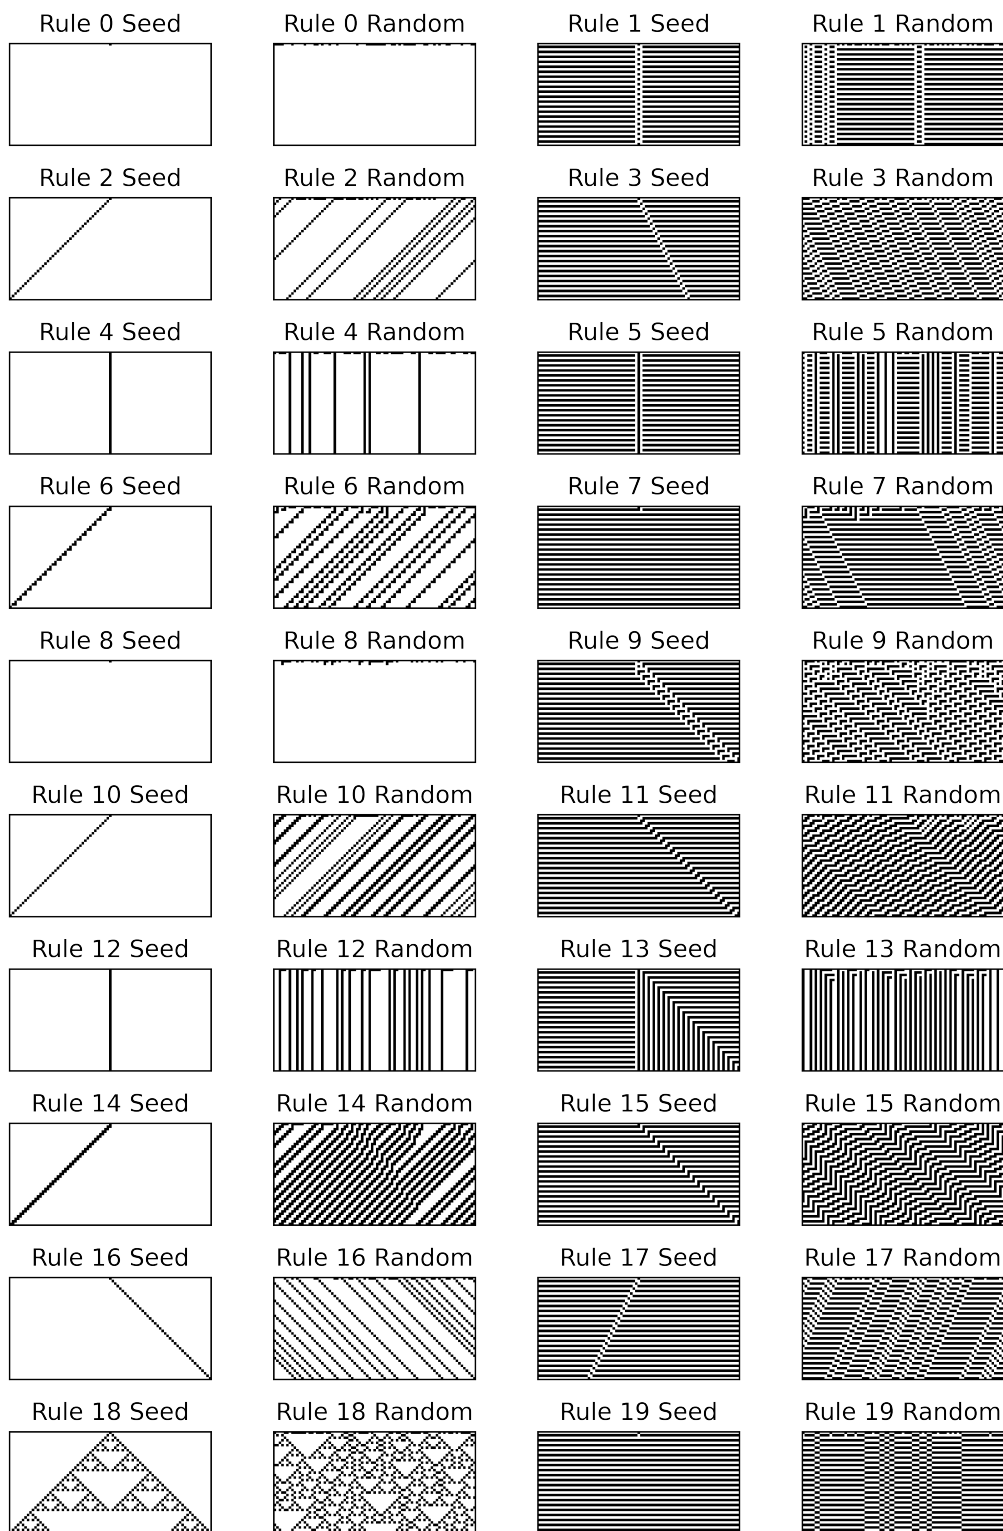 Rule 0 Seed
Rule 0 Random
Rule 1 Seed
Rule 1 Random
Rule 2 Seed
Rule 2 Random
Rule 3 Seed
Rule 3 Random
Rule 4 Seed
Rule 4 Random
Rule 5 Seed
Rule 5 Random
Rule 6 Seed
Rule 6 Random
Rule 7 Seed
Rule 7 Random
Rule 8 Seed
Rule 8 Random
Rule 9 Seed
Rule 9 Random
Rule 10 Seed
Rule 10 Random
Rule 11 Seed
Rule 11 Random
Rule 12 Seed
Rule 12 Random
Rule 13 Seed
Rule 13 Random
Rule 14 Seed
Rule 14 Random
Rule 15 Seed
Rule 15 Random
Rule 16 Seed
Rule 16 Random
Rule 17 Seed
Rule 17 Random
Rule 18 Seed
Rule 18 Random
Rule 19 Seed
Rule 19 Random